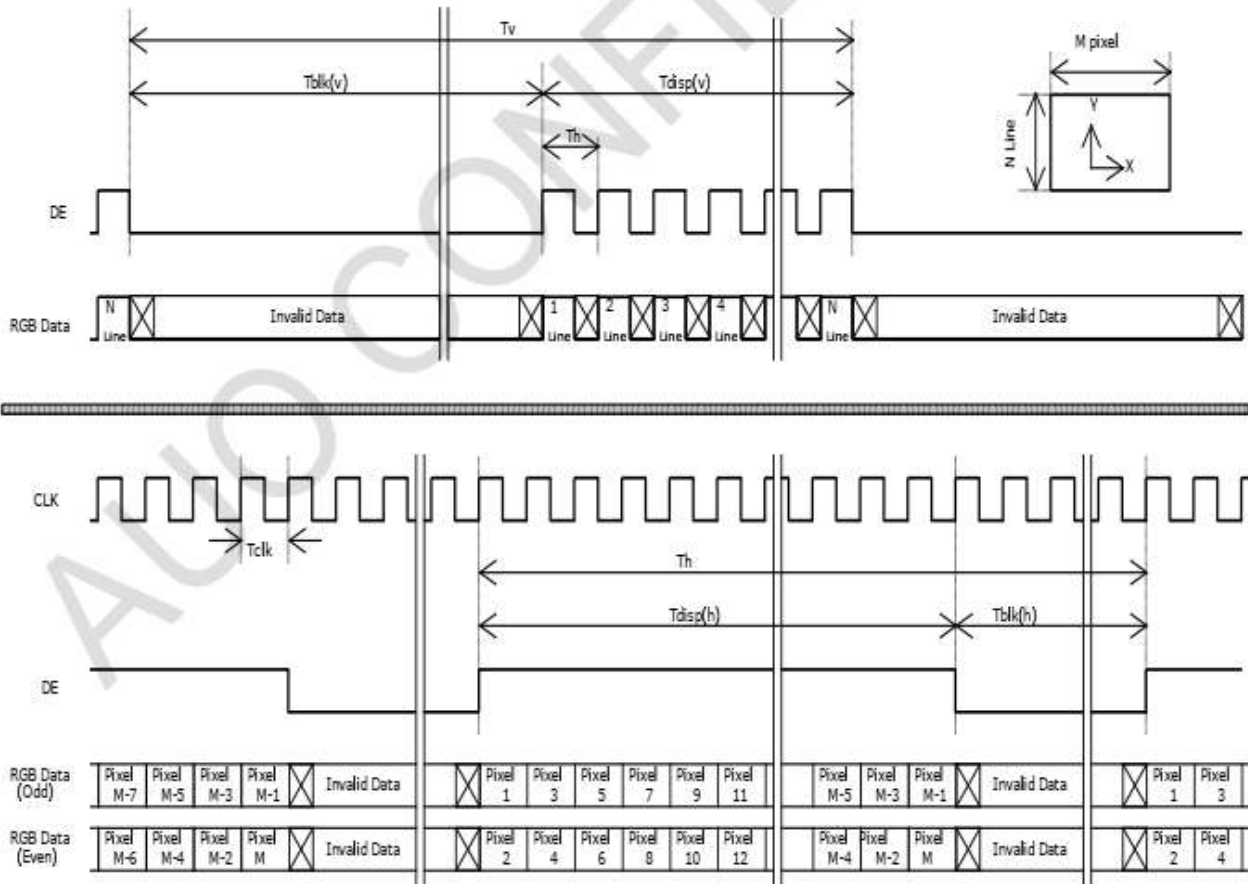 AUO CONFI
Tv
M pixel
Tblk(v) Tdisp(v)
Th
N Line
Y
X
DE
RGB Data
N Line Invalid Data 1 Line 2 Line 3 Line 4 Line N Line Invalid Data
CLK
Tclk
Th
Tdisp(h) Tblk(h)
DE
RGB Data (Odd)
Pixel M-7 Pixel M-5 Pixel M-3 Pixel M-1 Invalid Data Pixel 1 Pixel 3 Pixel 5 Pixel 7 Pixel 9 Pixel 11 Pixel M-5 Pixel M-3 Pixel M-1 Invalid Data Pixel 1 Pixel 3
RGB Data (Even)
Pixel M-6 Pixel M-4 Pixel M-2 Pixel M Invalid Data Pixel 2 Pixel 4 Pixel 6 Pixel 8 Pixel 10 Pixel 12 Pixel M-4 Pixel M-2 Pixel M Invalid Data Pixel 2 Pixel 4